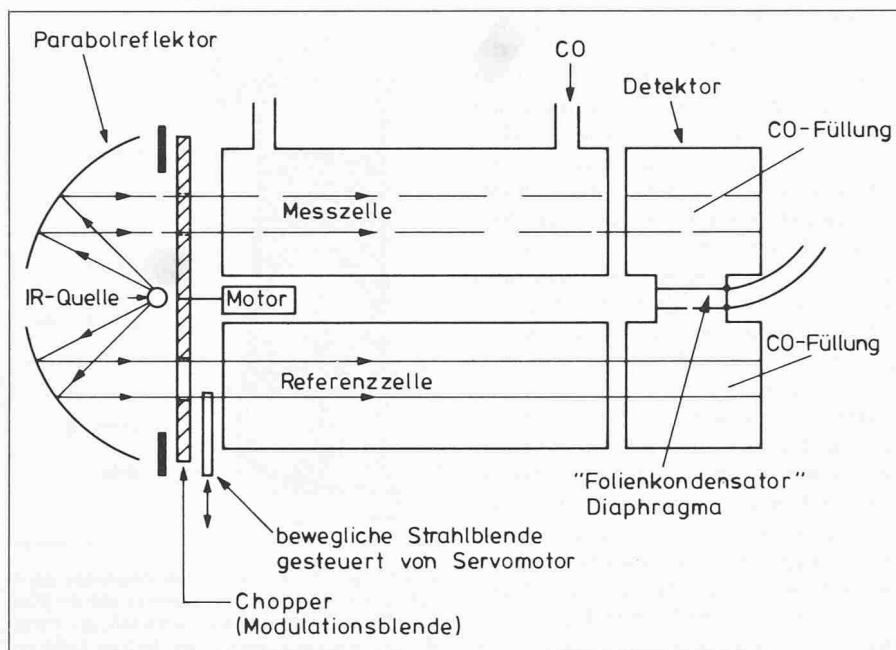 Parabolreflektor
CO
Detektor
CO-Füllung
Messzelle
IR-Quelle
Motor
CO-Füllung
Referenzzelle
"Folienkondensator"
Diaphragma
bewegliche Strahlblende
gesteuert von Servomotor
Chopper
(Modulationsblende)